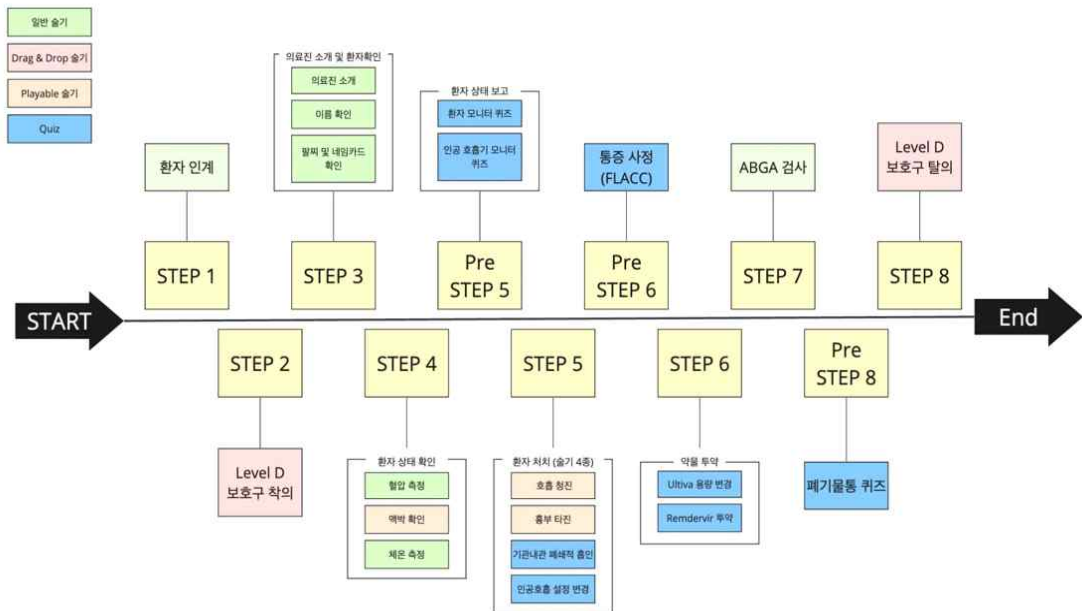 일반 술기
Drag & Drop 술기
Playable 술기
Quiz
START
환자 인계
STEP 1
STEP 2
Level D
보호구 착의
의료진 소개 및 환자확인
의료진 소개
이름 확인
팔찌 및 네임카드
확인
STEP 3
STEP 4
환자 상태 확인
혈압 측정
맥박 확인
체온 측정
환자 상태 보고
환자 모니터 퀴즈
인공 호흡기 모니터
퀴즈
Pre
STEP 5
STEP 5
환자 처치 (술기 4종)
호흡 청진
흉부 타진
기관내관 폐쇄적 흡인
인공호흡 설정 변경
통증 사정
(FLACC)
Pre
STEP 6
STEP 6
약물 투약
Ultiva 용량 변경
Remdervir 투약
ABGA 검사
STEP 7
Pre
STEP 8
폐기물통 퀴즈
Level D
보호구 탈의
STEP 8
End